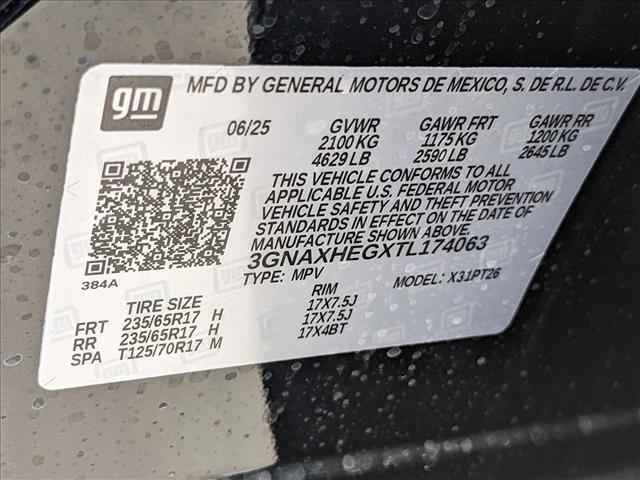 gm MFD BY GENERAL MOTORS DE MEXICO, S. DE R.L. DE C.V.
06/25 GVWR GAWR FRT GAWR RR
2100 KG 1175 KG 1200 KG
4629 LB 2590 LB 2645 LB
THIS VEHICLE CONFORMS TO ALL
APPLICABLE U.S. FEDERAL MOTOR
VEHICLE SAFETY AND THEFT PREVENTION
STANDARDS IN EFFECT ON THE DATE OF
MANUFACTURE SHOWN ABOVE.
3GNAXHEGXTL174063
384A TYPE: MPV MODEL: X31PT26
TIRE SIZE RIM
FRT 235/65R17 H 17X7.5J
RR 235/65R17 H 17X7.5J
SPA T125/70R17 M 17X4BT